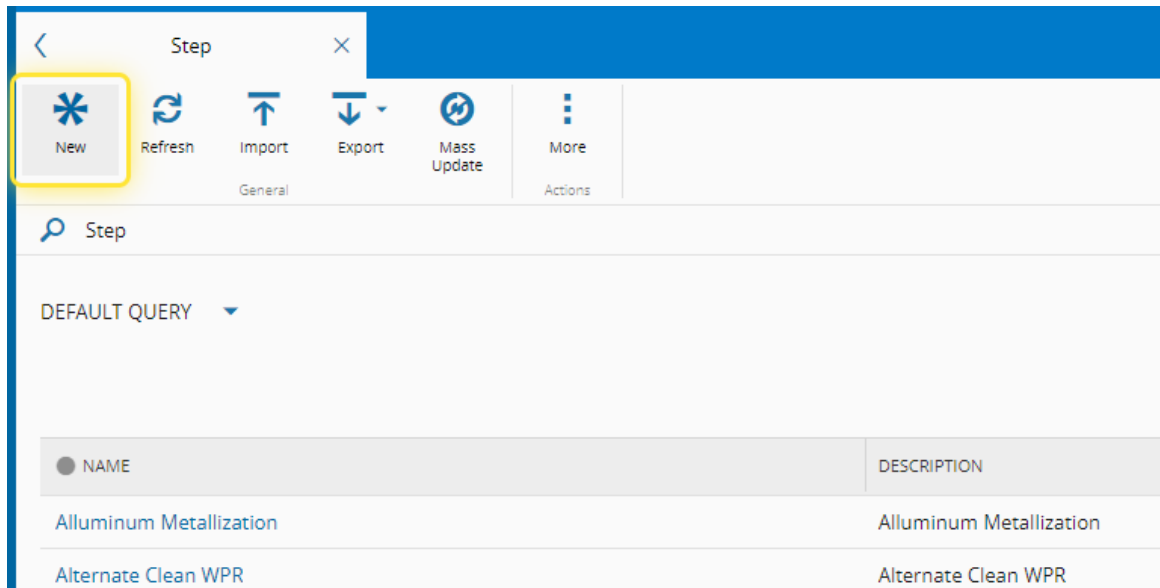 Step
New Refresh Import Export Mass Update More
General Actions
Step
DEFAULT QUERY
NAME DESCRIPTION
Alluminum Metallization Alluminum Metallization
Alternate Clean WPR Alternate Clean WPR